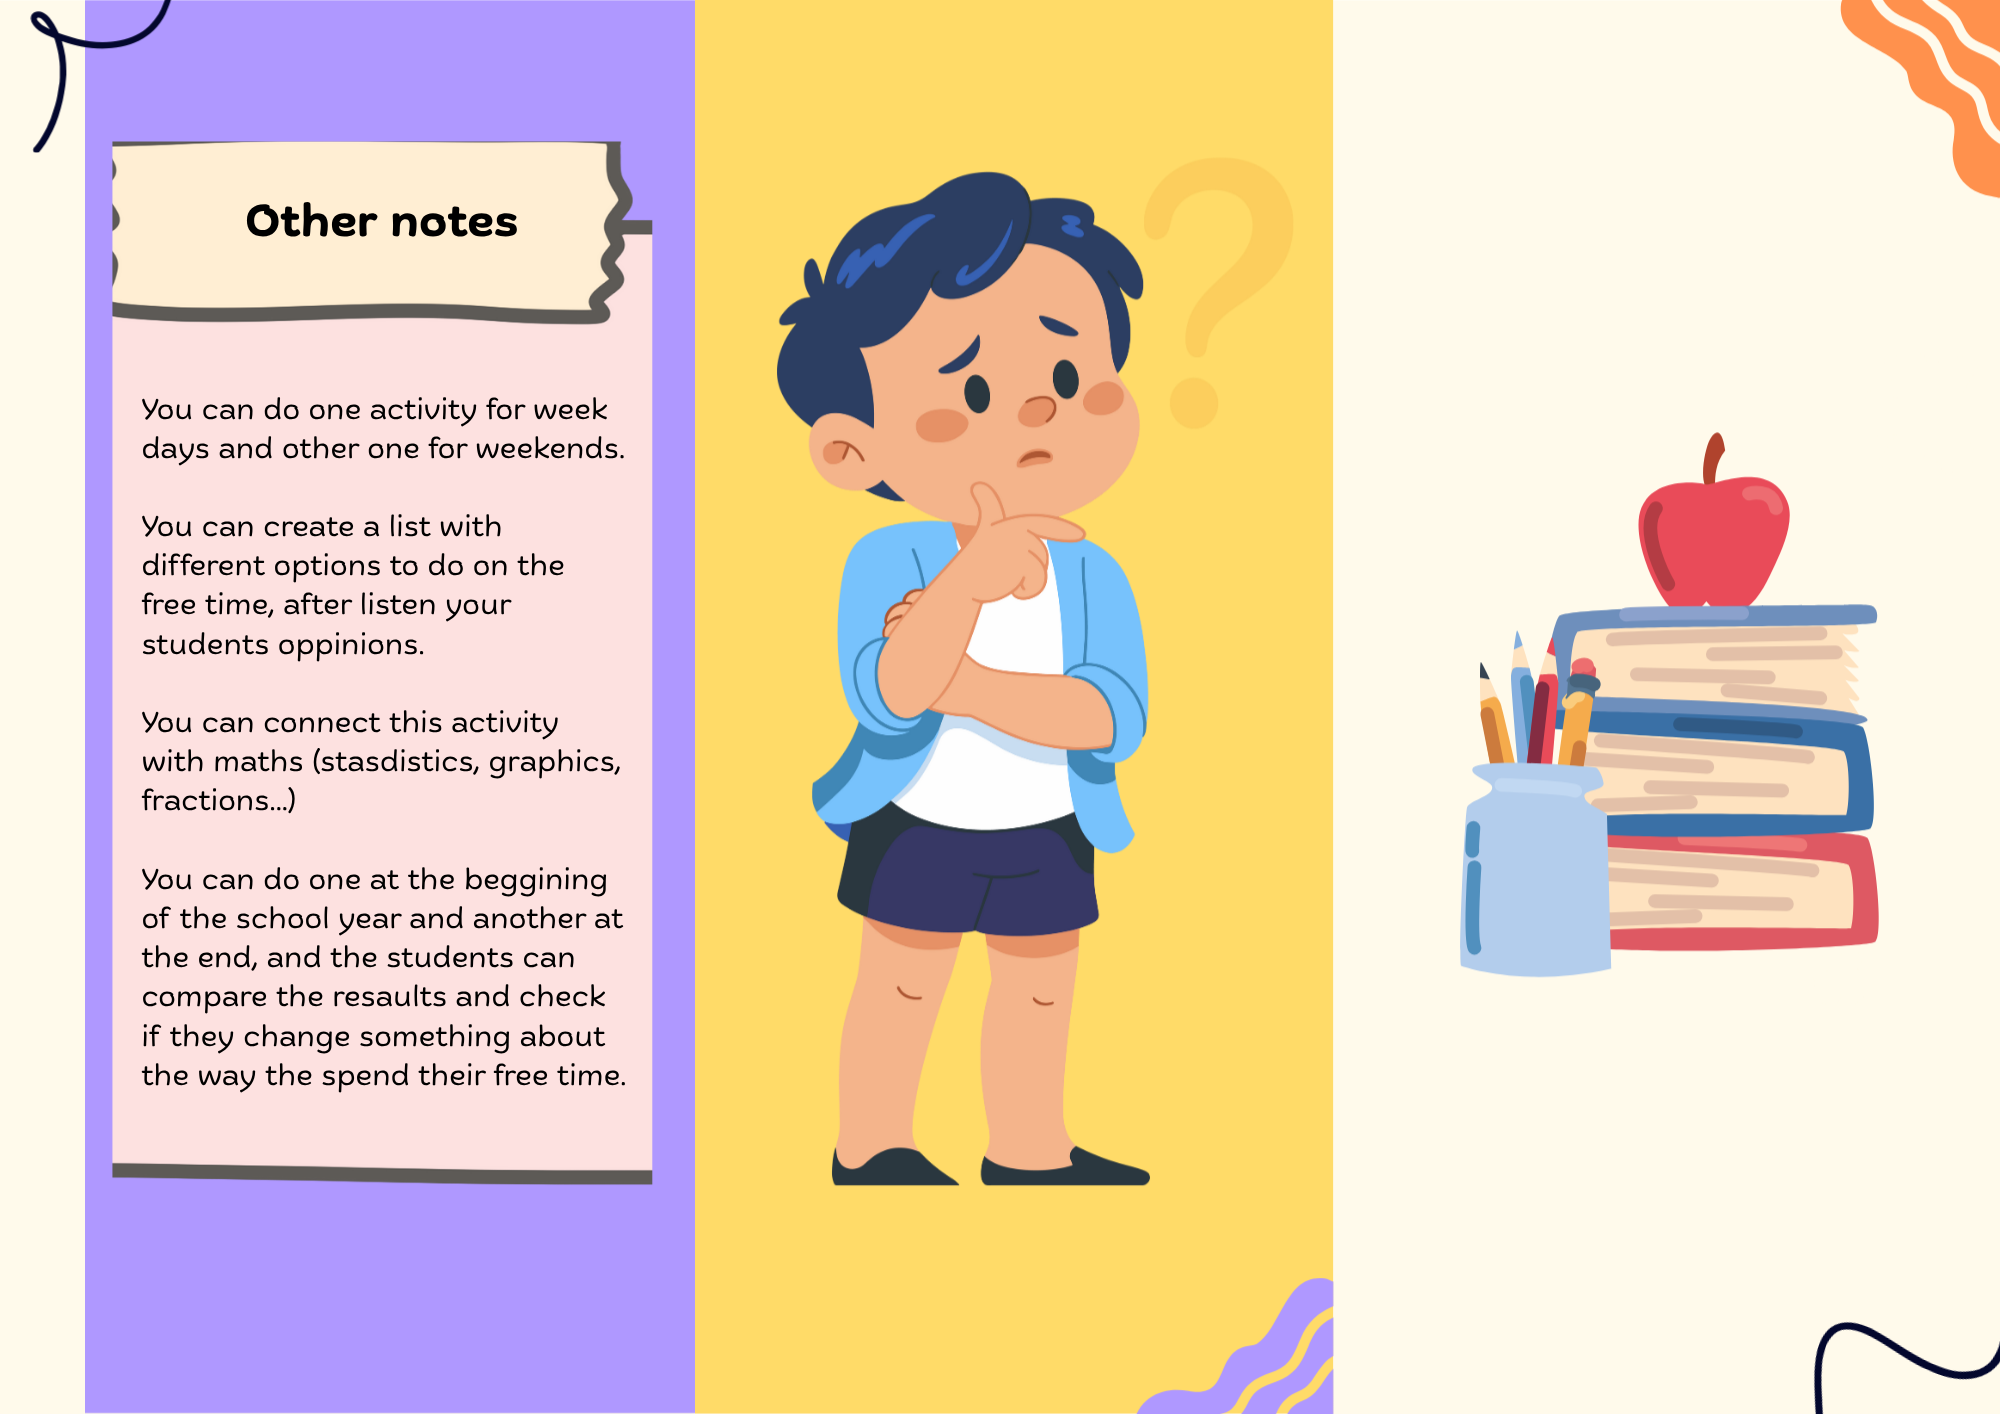 Other notes
You can do one activity for week
days and other one for weekends.
You can create a list with
different options to do on the
free time, after listen your
students oppinions.
You can connect this activity
with maths (stasdistics, graphics,
fractions...)
You can do one at the beggining
of the school year and another at
the end, and the students can
compare the resaults and check
if they change something about
the way the spend their free time.